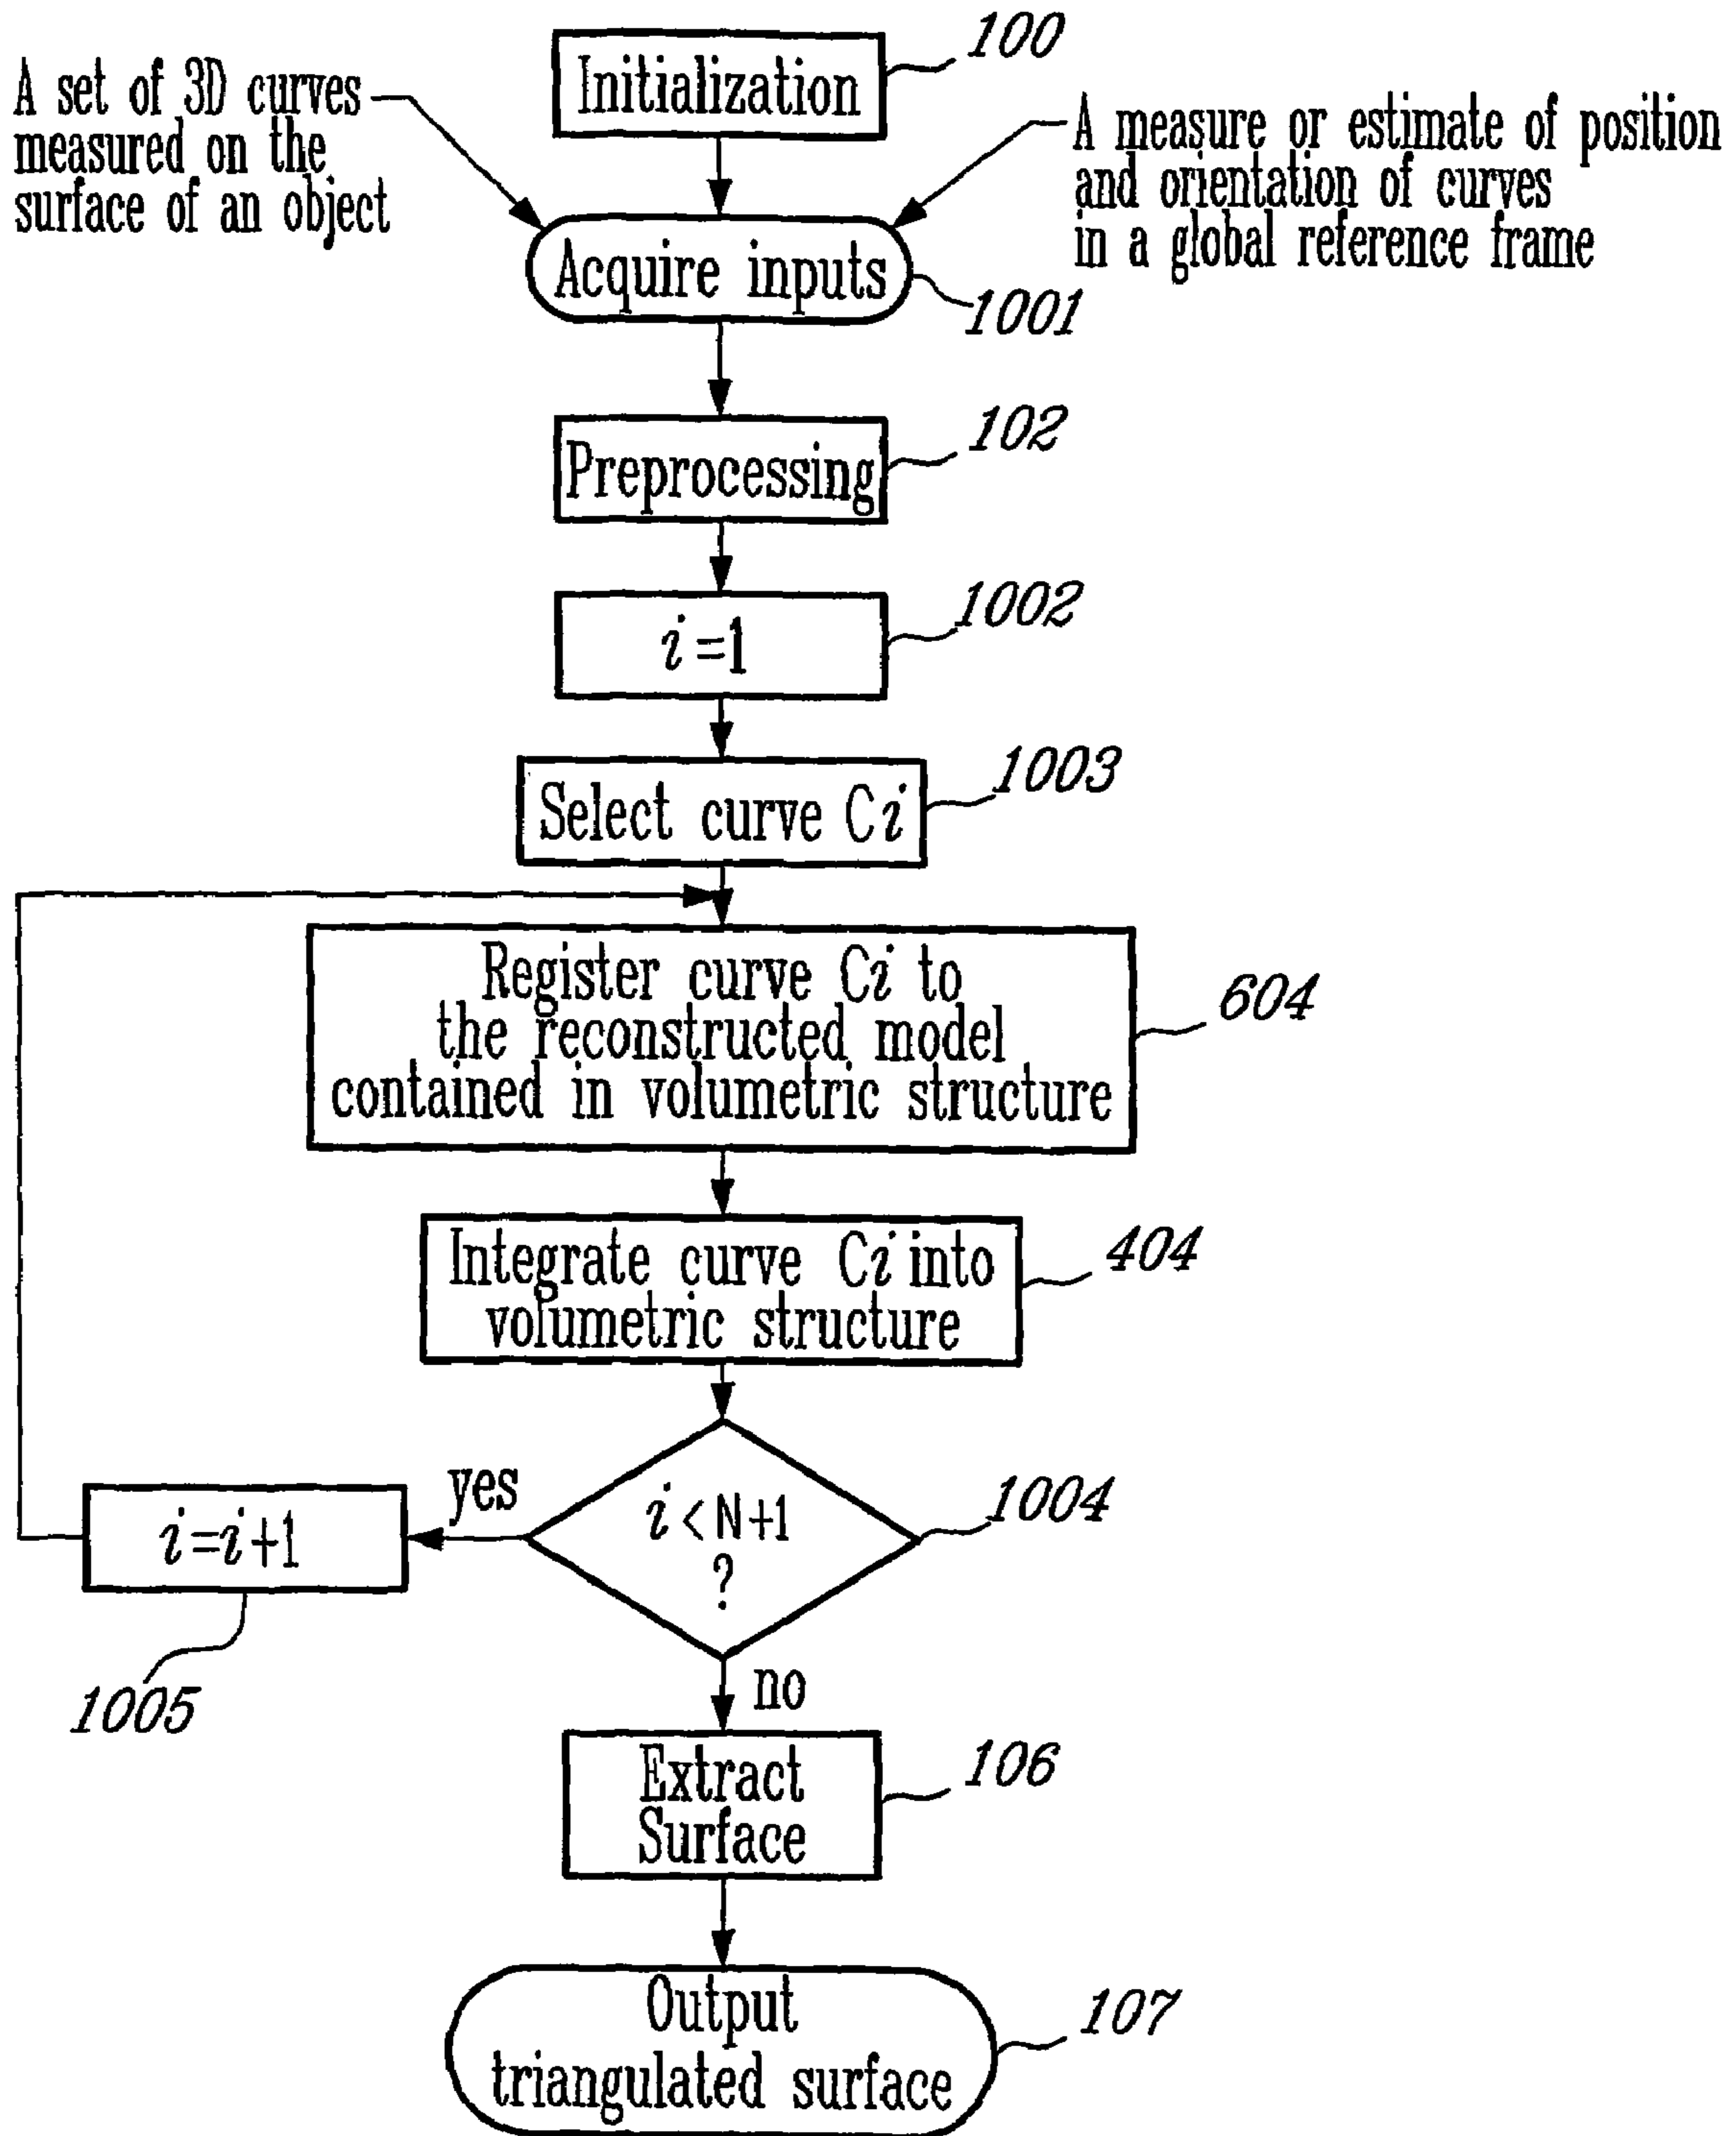 100
Initialization
A set of 3D curves
measured on the
surface of an object
A measure or estimate of position
and orientation of curves
in a global reference frame
Acquire inputs
1001
102
Preprocessing
1002
i=1
1003
Select curve Ci
Register curve Ci to
the reconstructed model
contained in volumetric structure
604
Integrate curve Ci into
volumetric structure
404
yes
i<N+1
?
1004
i=i+1
1005
no
Extract
Surface
106
Output
triangulated surface
107